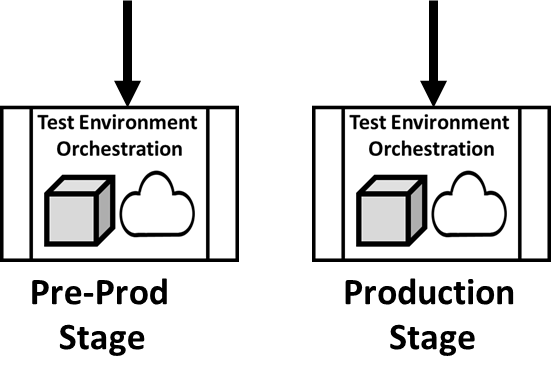 Test Environment
Orchestration
Pre-Prod
Stage
Test Environment
Orchestration
Production
Stage